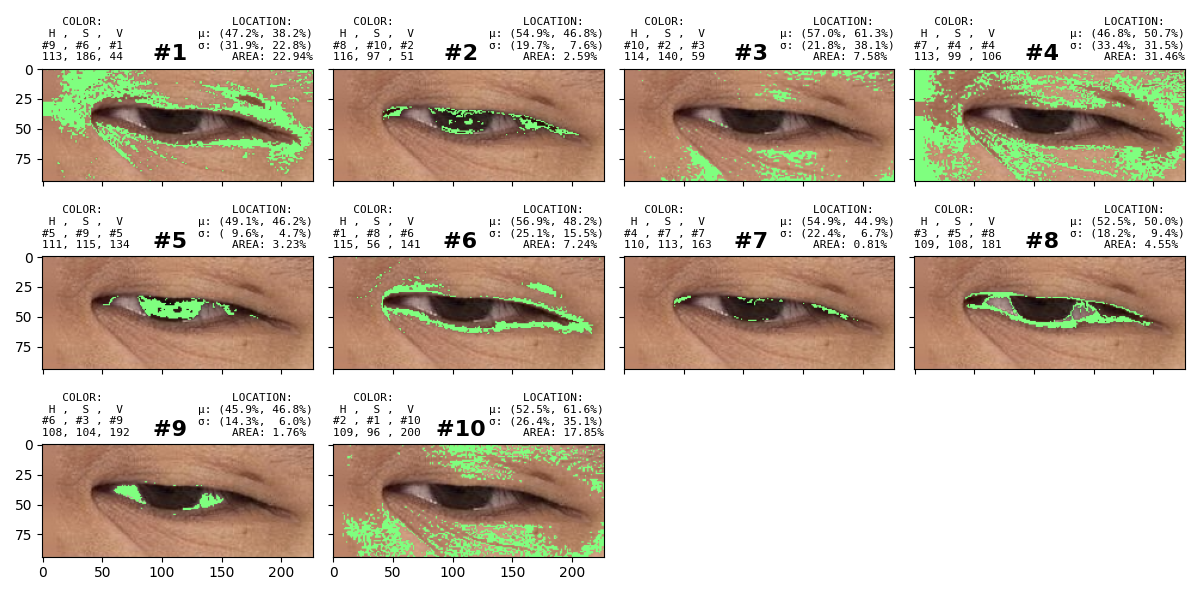 COLOR: LOCATION:
H , S , V μ: (47.2%, 38.2%)
#9 , #6 , #1 #1 σ: (31.9%, 22.8%)
113, 186, 44 AREA: 22.94%
COLOR: LOCATION:
H , S , V μ: (54.9%, 46.8%)
#8 , #10, #2 #2 σ: (19.7%, 7.6%)
116, 97 , 51 AREA: 2.59%
COLOR: LOCATION:
H , S , V μ: (57.0%, 61.3%)
#10, #2 , #3 #3 σ: (21.8%, 38.1%)
114, 140, 59 AREA: 7.58%
COLOR: LOCATION:
H , S , V μ: (46.8%, 50.7%)
#7 , #4 , #4 #4 σ: (33.4%, 31.5%)
113, 99 , 106 AREA: 31.46%
0
25
50
75
COLOR: LOCATION:
H , S , V μ: (49.1%, 46.2%)
#5 , #9 , #5 #5 σ: ( 9.6%, 4.7%)
111, 115, 134 AREA: 3.23%
COLOR: LOCATION:
H , S , V μ: (56.9%, 48.2%)
#1 , #8 , #6 #6 σ: (25.1%, 15.5%)
115, 56 , 141 AREA: 7.24%
COLOR: LOCATION:
H , S , V μ: (54.9%, 44.9%)
#4 , #7 , #7 #7 σ: (22.4%, 6.7%)
110, 113, 163 AREA: 0.81%
COLOR: LOCATION:
H , S , V μ: (52.5%, 50.0%)
#3 , #5 , #8 #8 σ: (18.2%, 9.4%)
109, 108, 181 AREA: 4.55%
0
25
50
75
COLOR: LOCATION:
H , S , V μ: (45.9%, 46.8%)
#6 , #3 , #9 #9 σ: (14.3%, 6.0%)
108, 104, 192 AREA: 1.76%
COLOR: LOCATION:
H , S , V μ: (52.5%, 61.6%)
#2 , #1 , #10 #10 σ: (26.4%, 35.1%)
109, 96 , 200 AREA: 17.85%
0
25
50
75
0 50 100 150 200
0 50 100 150 200